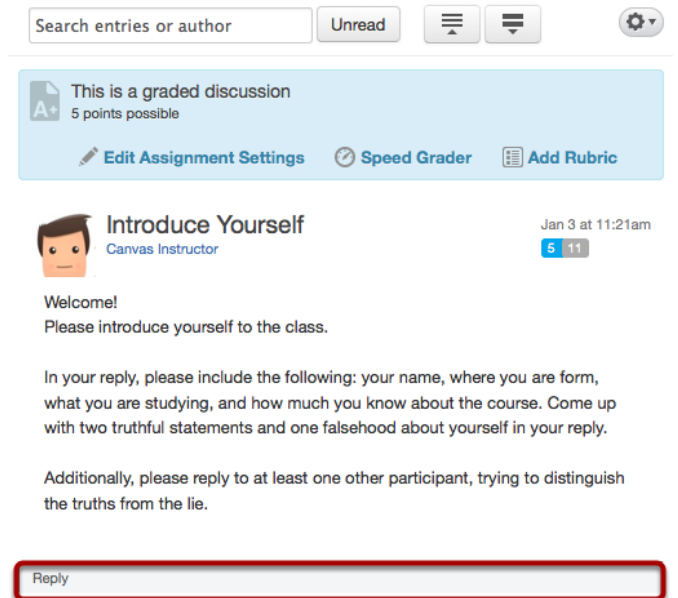 Search entries or author
Unread
This is a graded discussion
A+
5 points possible
Edit Assignment Settings
Speed Grader
Add Rubric
Introduce Yourself
Jan 3 at 11:21am
Canvas Instructor
5 11
Welcome!
Please introduce yourself to the class.
In your reply, please include the following: your name, where you are form,
what you are studying, and how much you know about the course. Come up
with two truthful statements and one falsehood about yourself in your reply.
Additionally, please reply to at least one other participant, trying to distinguish
the truths from the lie.
Reply